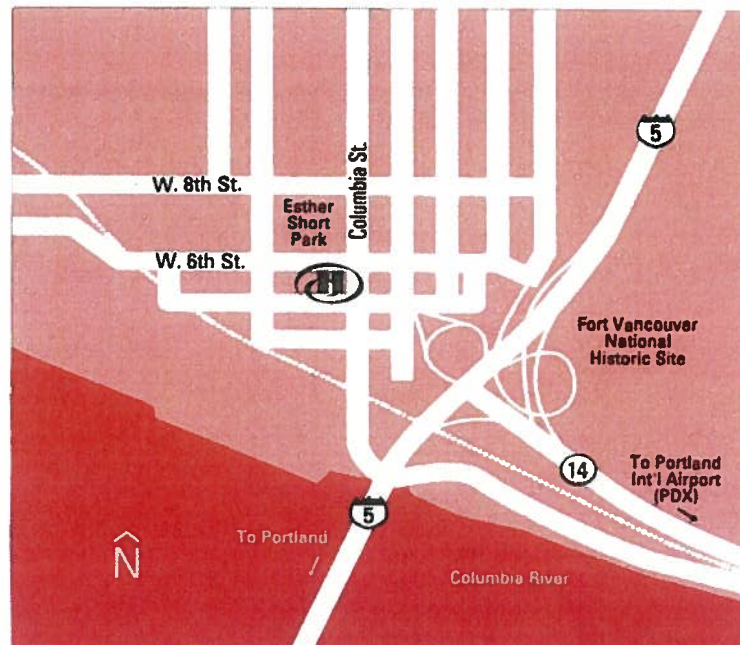 5
W. 8th St.
Columbia St.
Esther
Short
Park
W. 6th St.
H
Fort Vancouver
National
Historic Site
14
To Portland
Int'l Airport
(PDX)
5
To Portland
N
Columbia River